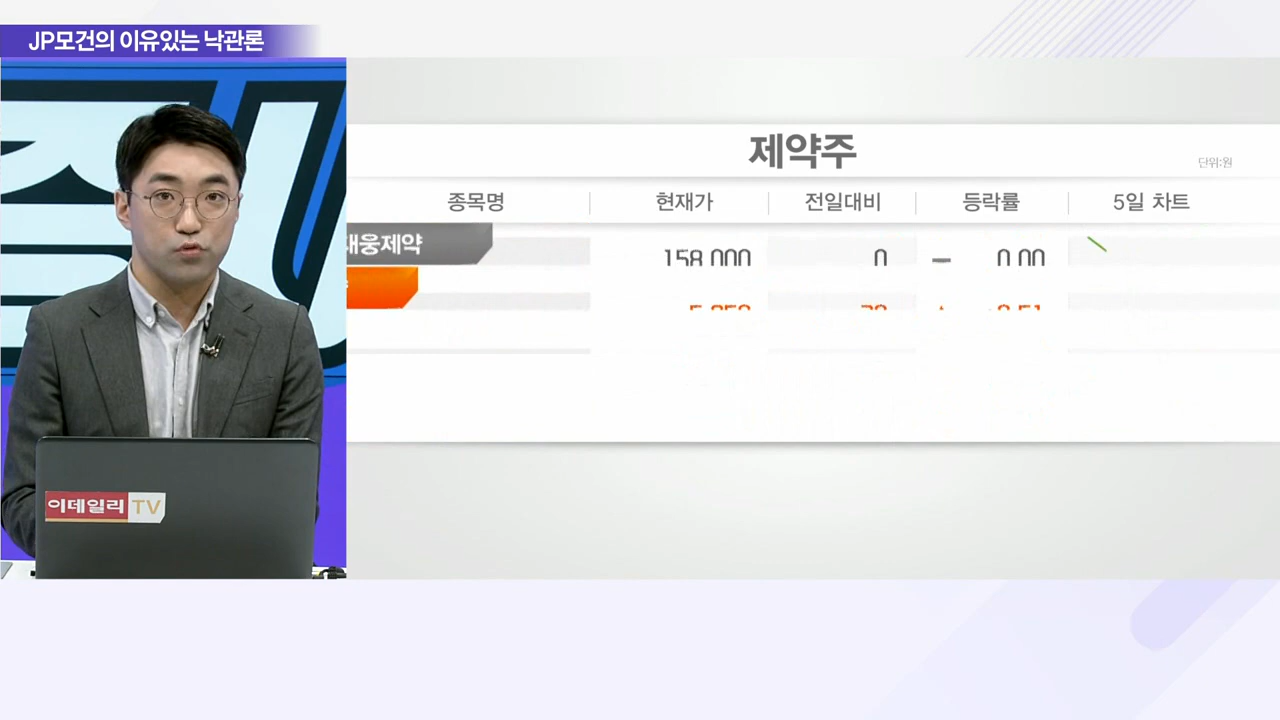 JP모건의 이유있는 낙관론
제약주
단위:원
종목명 현재가 전일대비 등락률 5일 차트
대웅제약 158,000 0 0.00
이데일리 TV